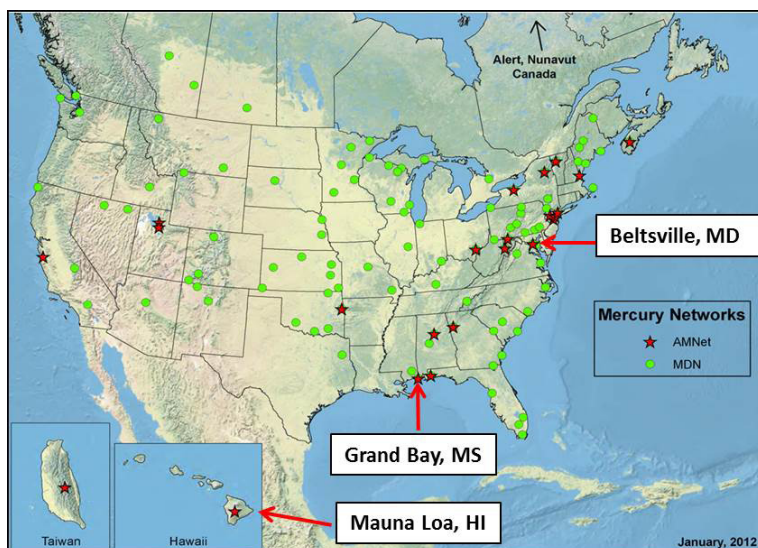 Alert, Nunavut
Canada
Beltsville, MD
Mercury Networks
AMNet
MDN
Grand Bay, MS
Mauna Loa, HI
Taiwan
Hawaii
January, 2012